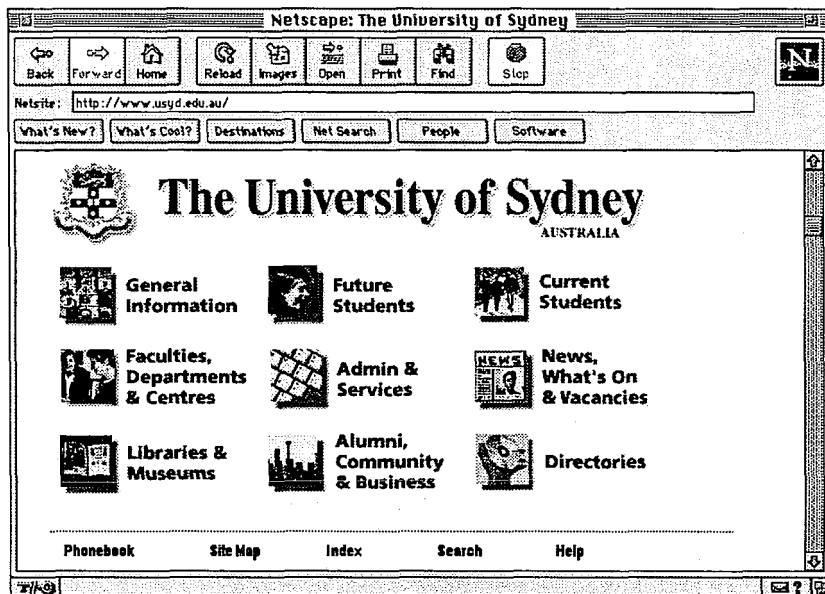 Netscape: The University of Sydney
Back Forward Home Reload Images Open Print Find Stop
N
Netsite: http://www.usyd.edu.au/
What's New? What's Cool? Destinations Net Search People Software
The University of Sydney
AUSTRALIA
General
Information
Future
Students
Current
Students
Faculties,
Departments
& Centres
Admin &
Services
NEWS
News,
What's On
& Vacancies
Libraries &
Museums
Alumni,
Community
& Business
Directories
Phonebook Site Map Index Search Help
?